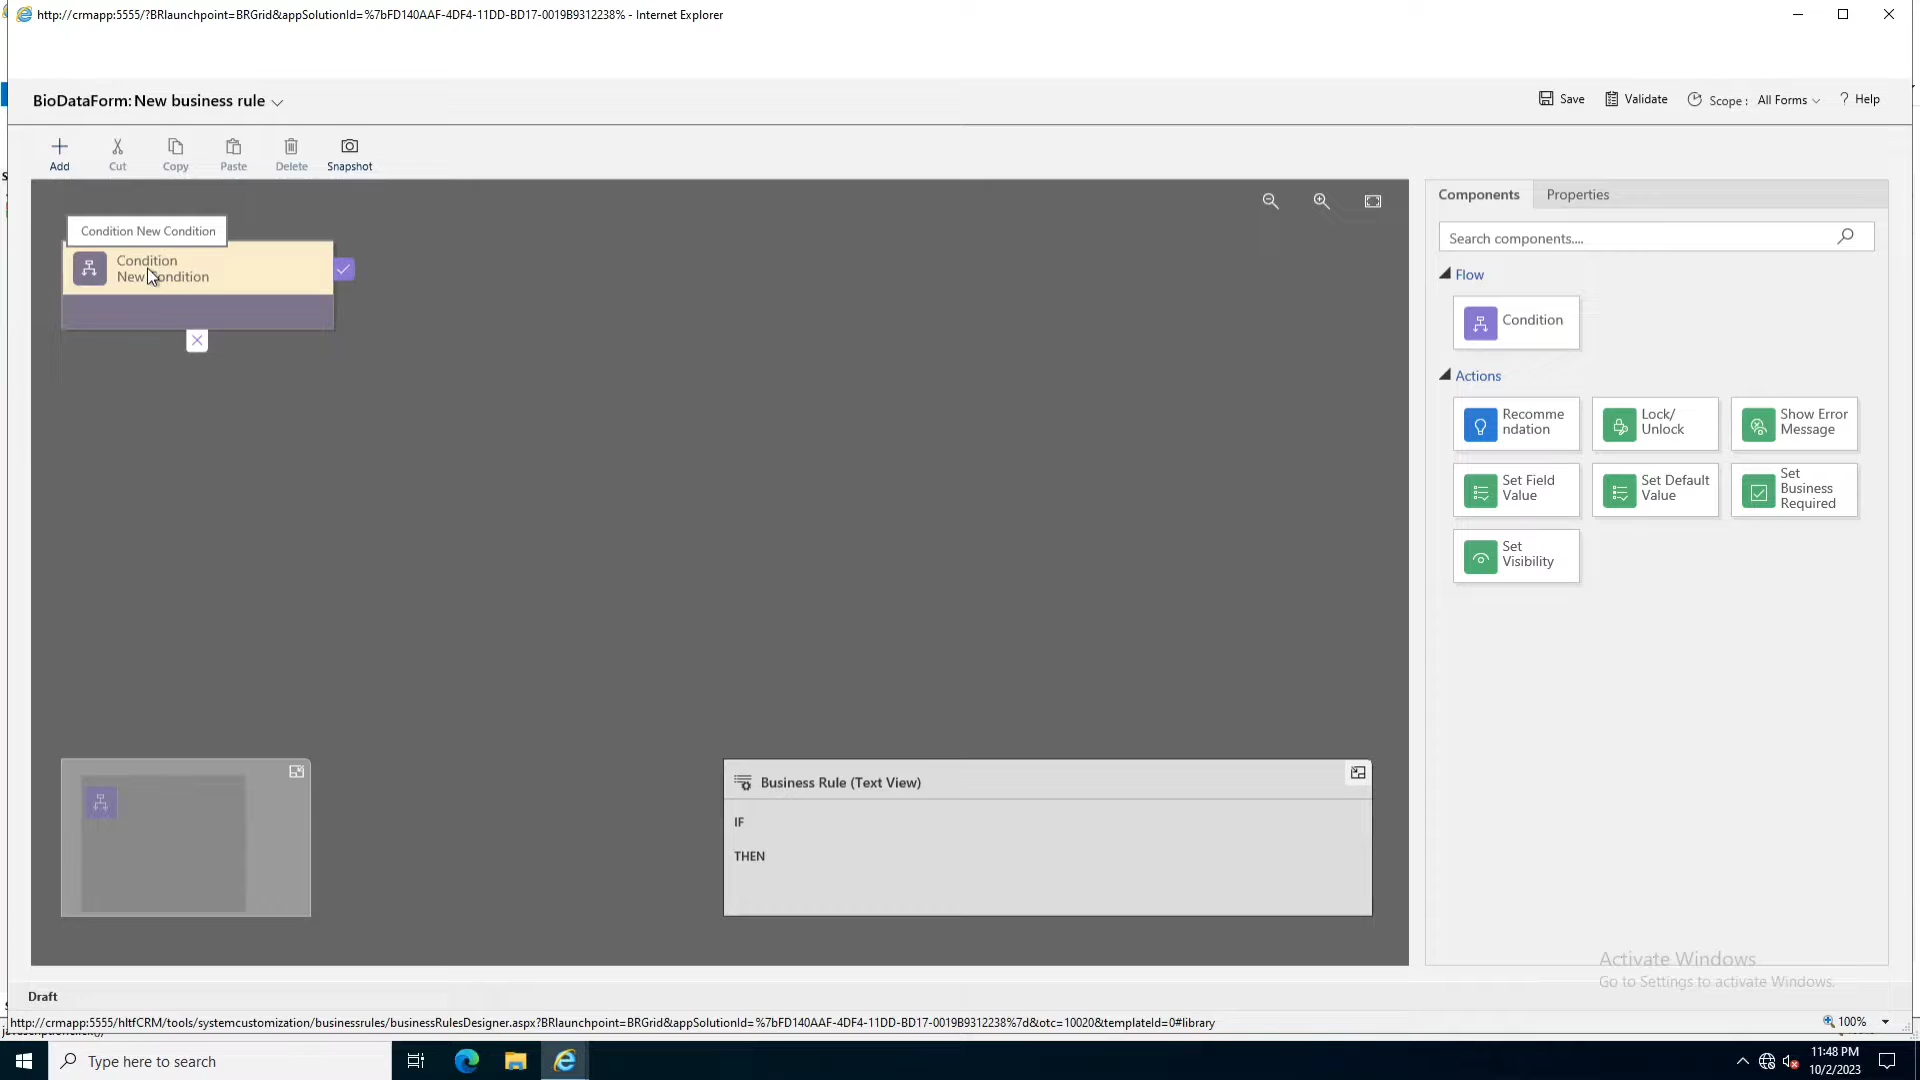 http://crmapp:5555/?BRlaunchpoint=BRGrid&appSolutionId=%7bFD140AAF-4DF4-11DD-BD17-0019B9312238% - Internet Explorer
BioDataForm: New business rule
Save
Validate
Scope :
All Forms
? Help
Add
Cut
Copy
Paste
Delete
Snapshot
Condition New Condition
Condition
New Condition
Components
Properties
Search components....
Flow
Condition
Actions
Recomme
ndation
Lock/
Unlock
Show Error
Message
Set Field
Value
Set Default
Value
Set
Business
Required
Set
Visibility
Business Rule (Text View)
IF
THEN
Activate Windows
Go to Settings to activate Windows.
Draft
http://crmapp:5555/hltfCRM/tools/systemcustomization/businessrules/businessRulesDesigner.aspx?BRlaunchpoint=BRGrid&appSolutionId=%7bFD140AAF-4DF4-11DD-BD17-0019B9312238%7d&otc=10020&templateId=0#library
100%
Type here to search
11:48 PM
10/2/2023